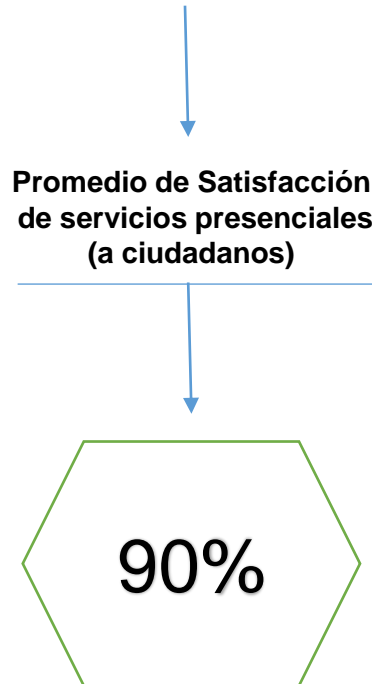 Promedio de Satisfacción
de servicios presenciales
(a ciudadanos)
90%